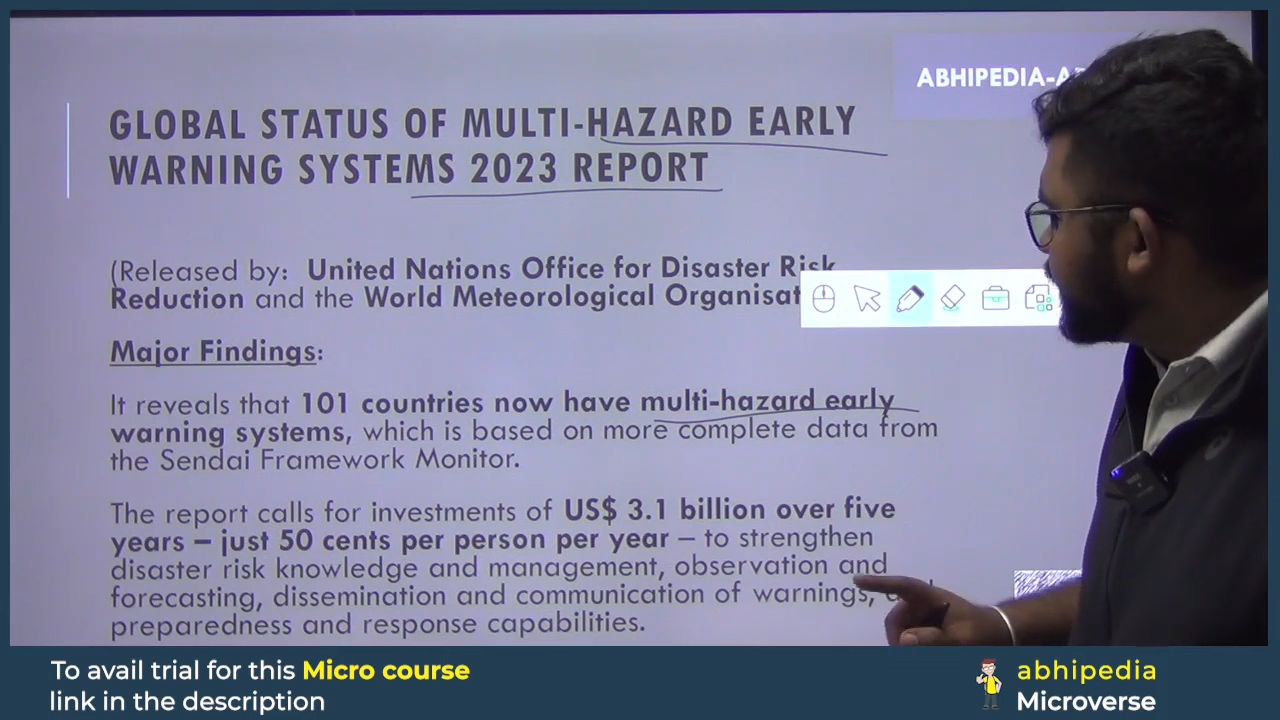 ABHIPEDIA-A
GLOBAL STATUS OF MULTI-HAZARD EARLY
WARNING SYSTEMS 2023 REPORT
(Released by: United Nations Office for Disaster Risk
Reduction and the World Meteorological Organisat
Major Findings:
It reveals that 101 countries now have multi-hazard early
warning systems, which is based on more complete data from
the Sendai Framework Monitor.
The report calls for investments of US$ 3.1 billion over five
years – just 50 cents per person per year – to strengthen
disaster risk knowledge and management, observation and
forecasting, dissemination and communication of warnings,
preparedness and response capabilities.
To avail trial for this Micro course
link in the description
abhipedia
Microverse